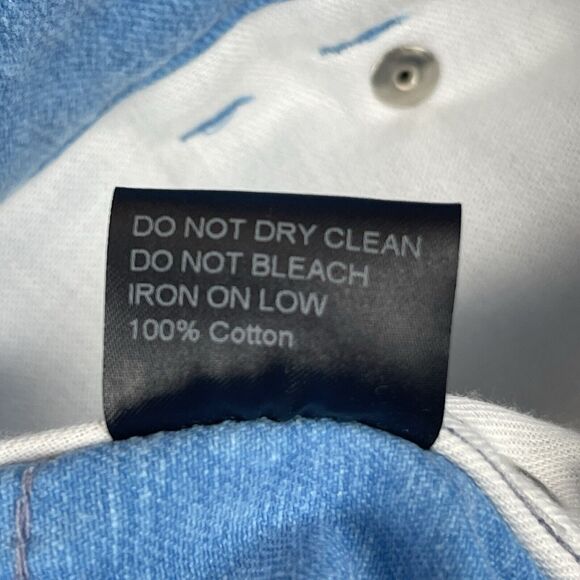 DO NOT DRY CLEAN
DO NOT BLEACH
IRON ON LOW
100% Cotton